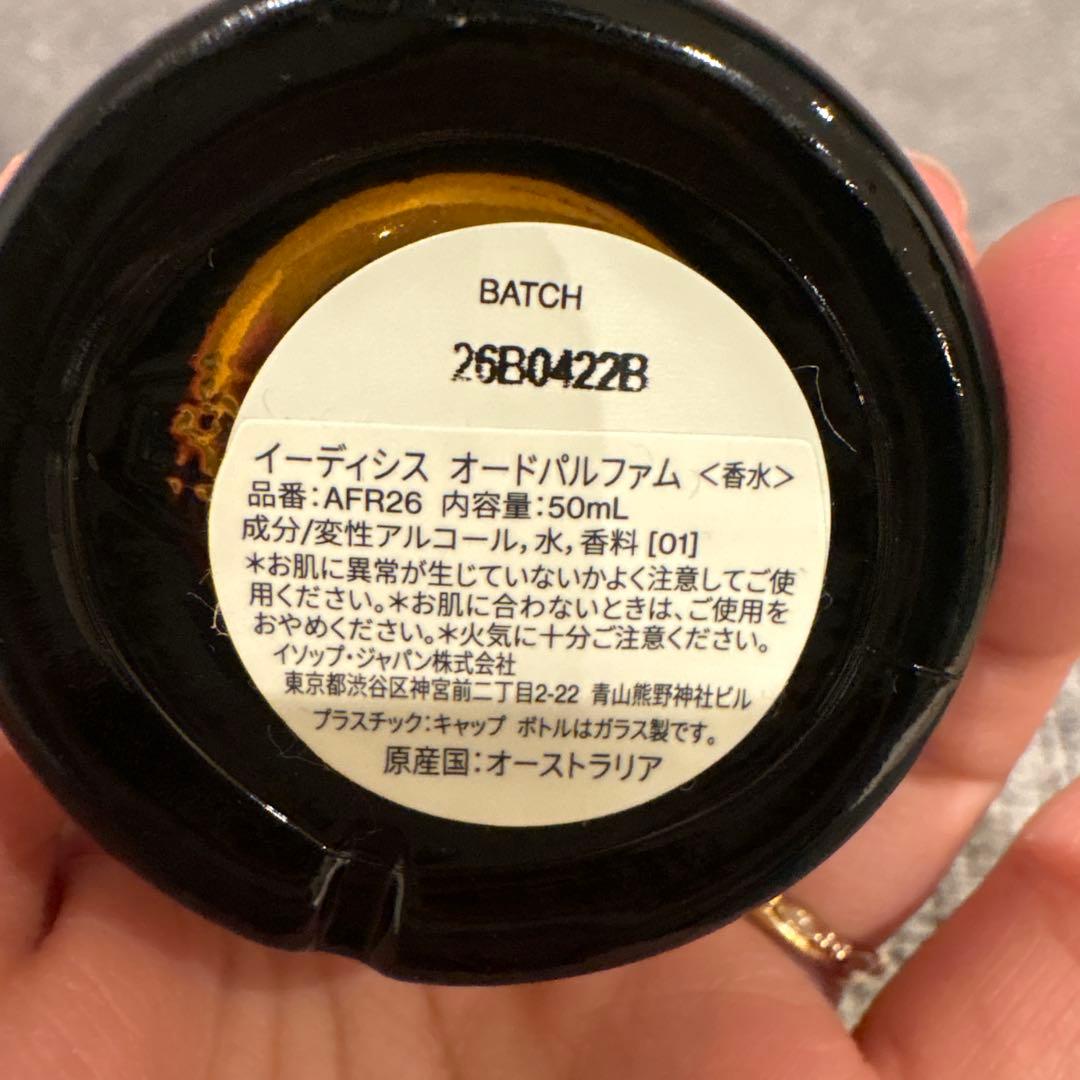 BATCH
26B0422B
イーディシス オードパルファム <香水>
品番:AFR26 内容量:50mL
成分/変性アルコール,水,香料 [01]
*お肌に異常が生じていないかよく注意してご使
用ください。*お肌に合わないときは、ご使用を
おやめください。*火気に十分ご注意ください。
イソップ・ジャパン株式会社
東京都渋谷区神宮前二丁目2-22 青山熊野神社ビル
プラスチック:キャップ ボトルはガラス製です。
原産国:オーストラリア